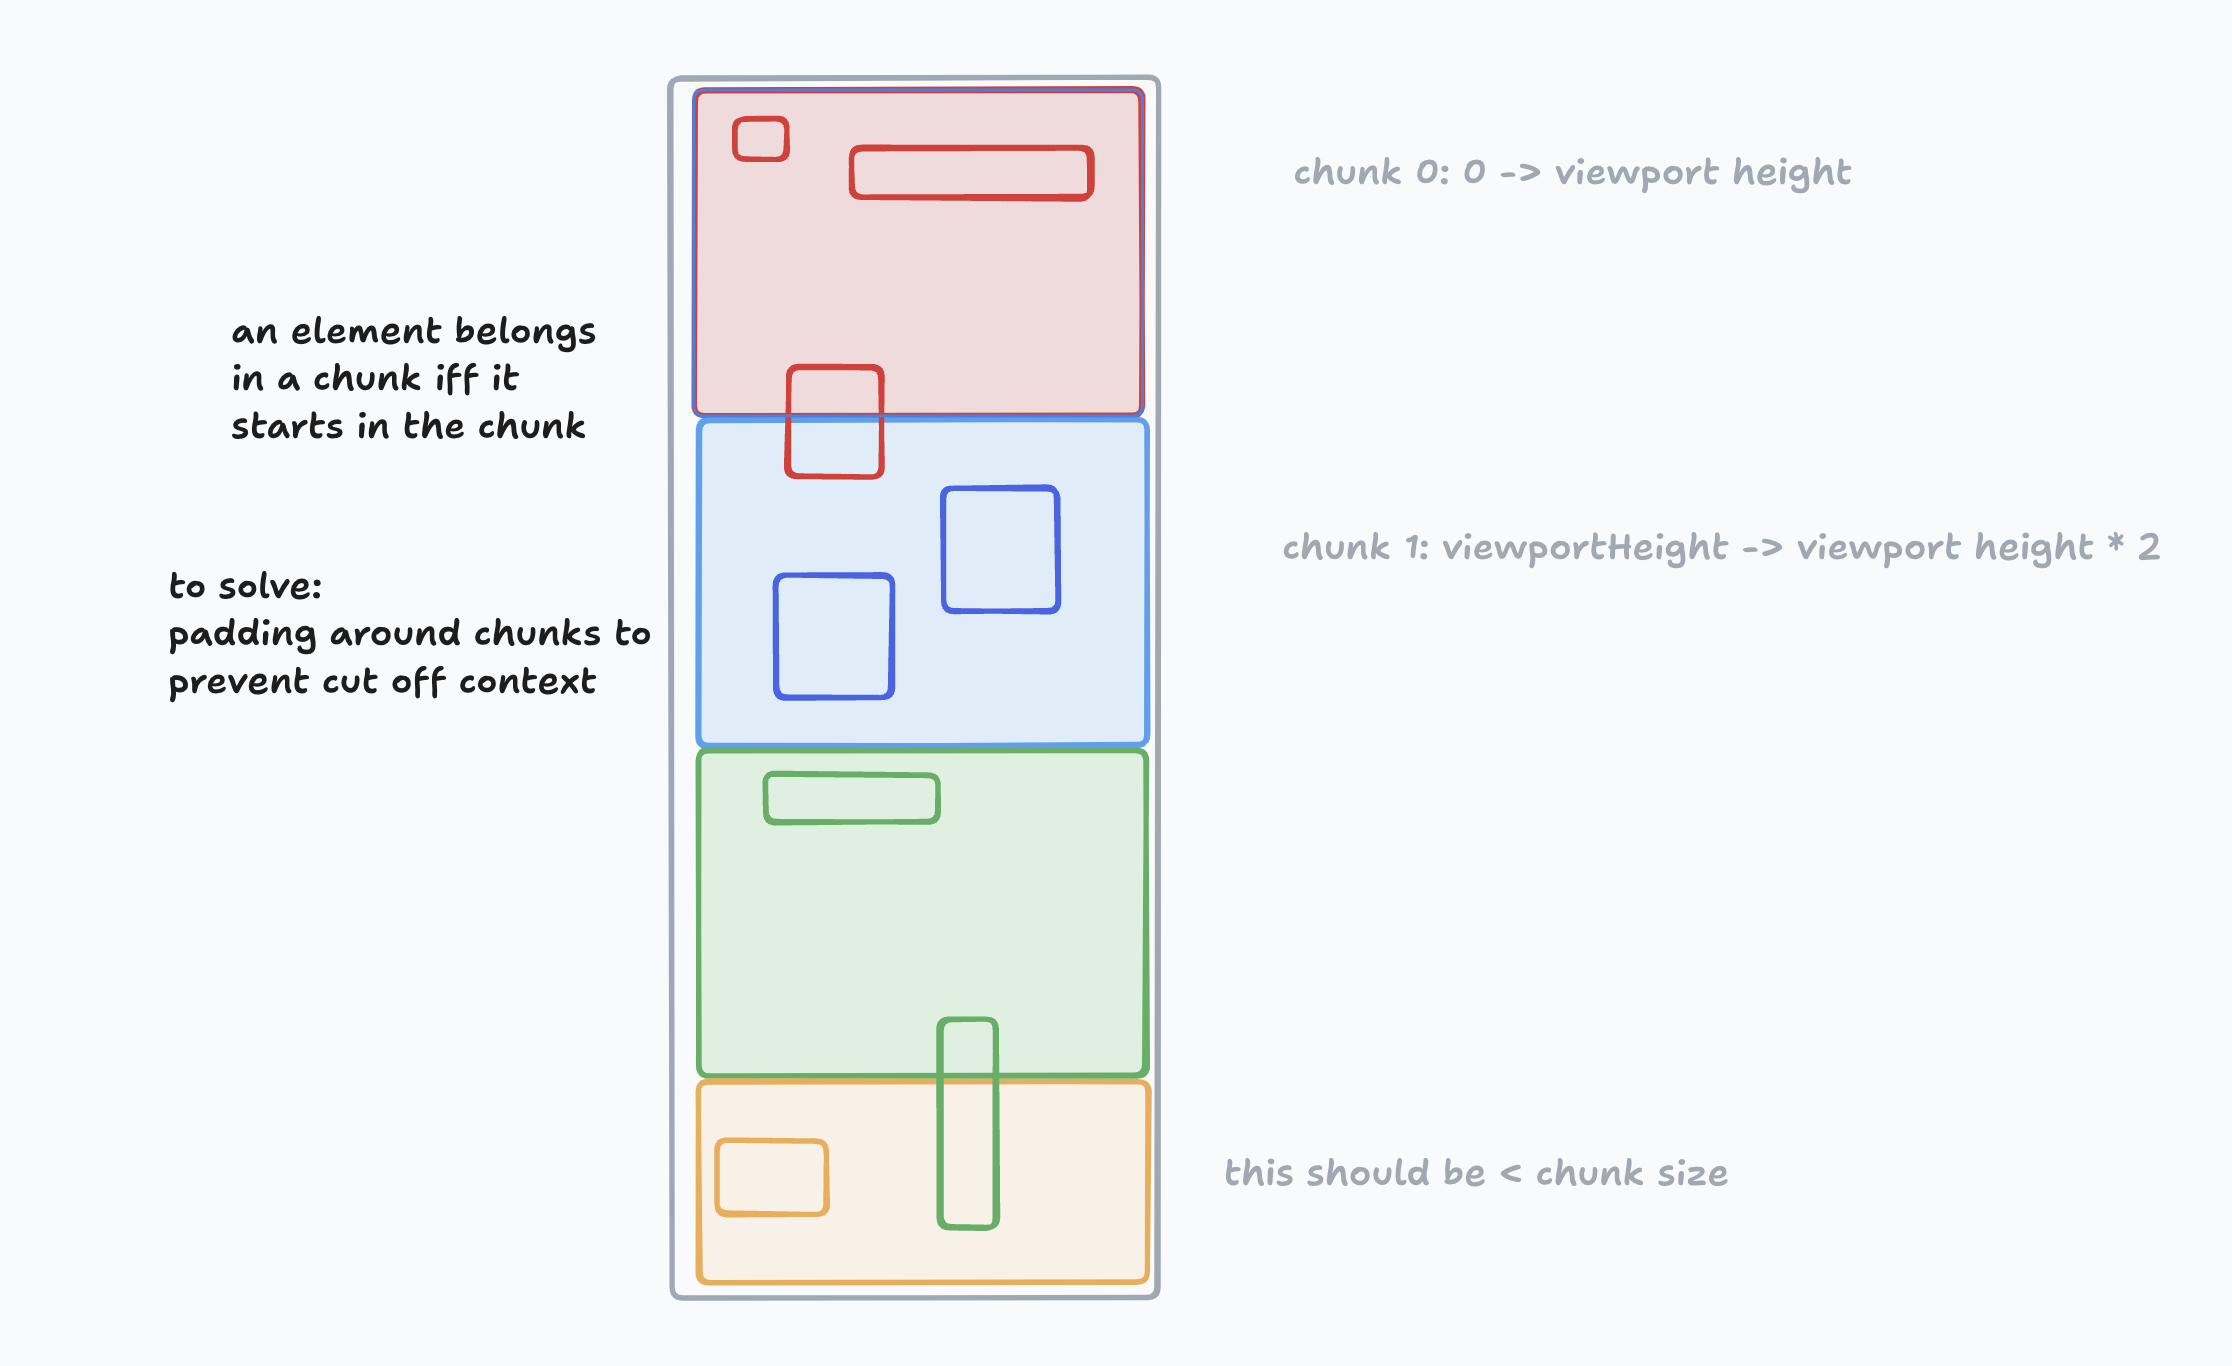 chunk 0: 0 -> viewport height
an element belongs
in a chunk iff it
starts in the chunk
chunk 1: viewportHeight -> viewport height * 2
to solve:
padding around chunks to
prevent cut off context
this should be < chunk size